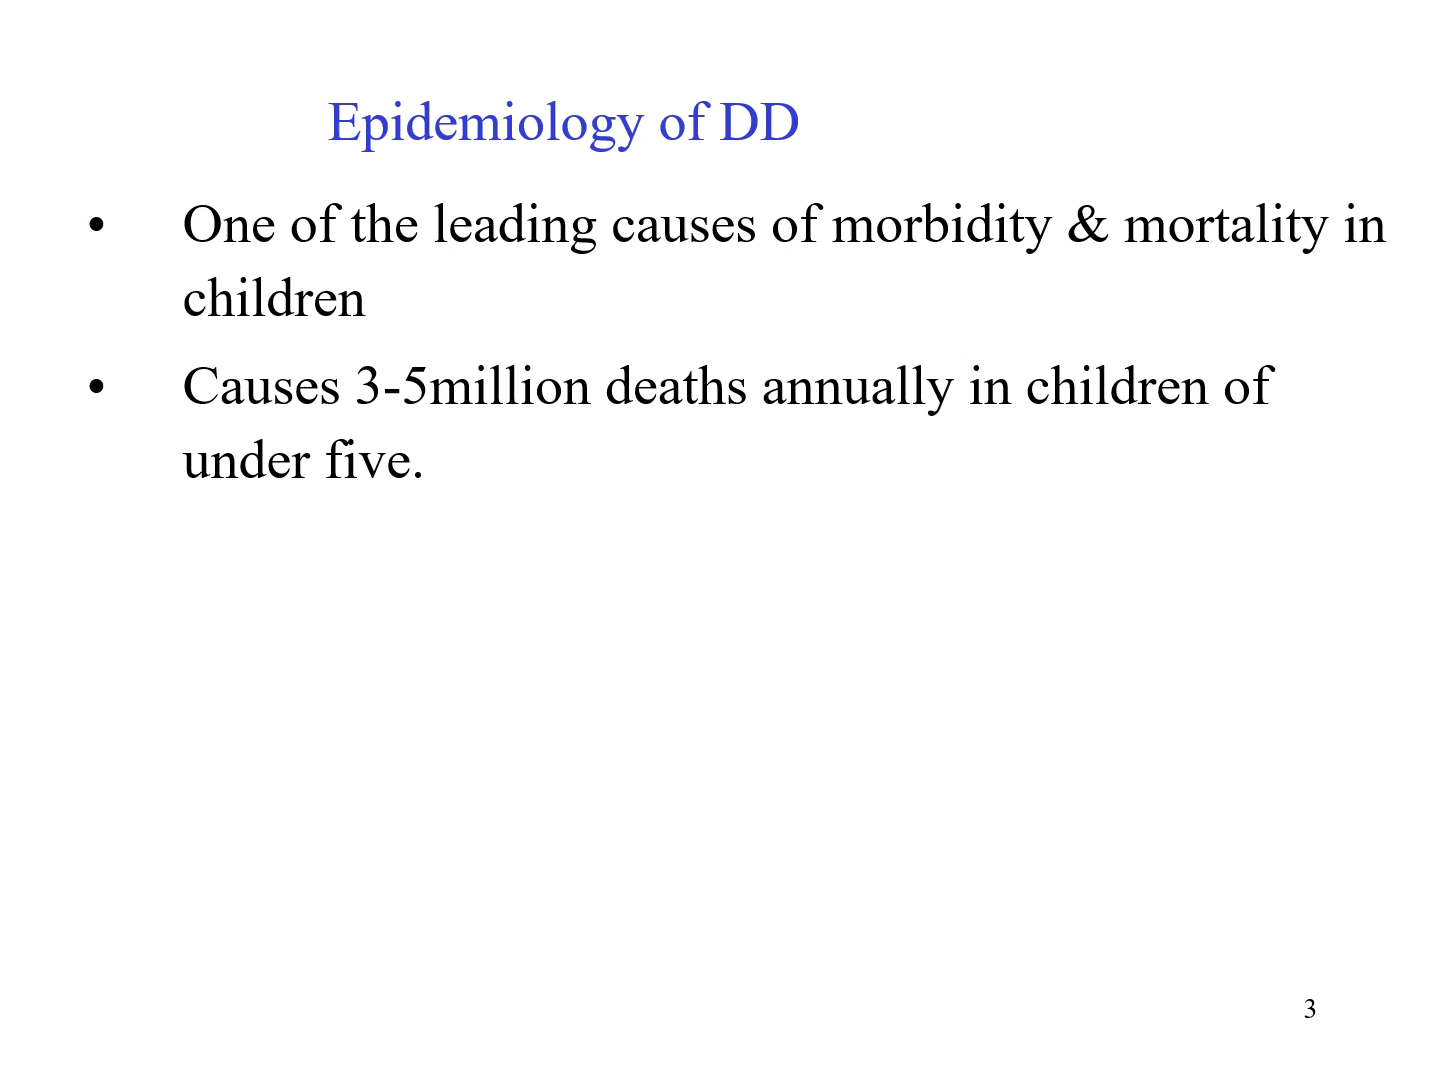 Epidemiology of DD
• One of the leading causes of morbidity & mortality in
children
• Causes 3-5million deaths annually in children of
under five.
3